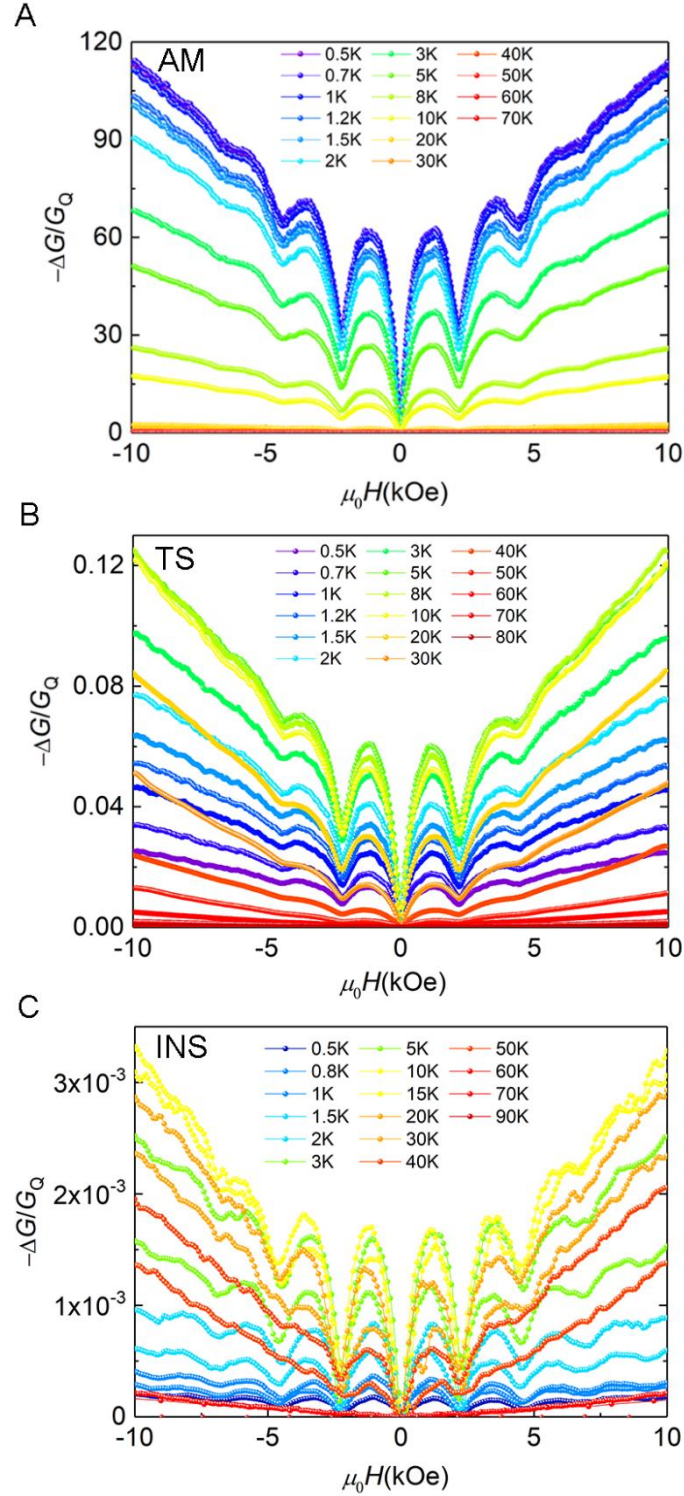 A
AM
0.5K 3K 40K
0.7K 5K 50K
1K 8K 60K
1.2K 10K 70K
1.5K 20K
2K 30K
120
90
60
30
0
−ΔG/G_Q
-10 -5 0 5 10
μ₀H(kOe)
B
TS
0.5K 3K 40K
0.7K 5K 50K
1K 8K 60K
1.2K 10K 70K
1.5K 20K 80K
2K 30K
0.12
0.08
0.04
0.00
−ΔG/G_Q
-10 -5 0 5 10
μ₀H(kOe)
C
INS
0.5K 5K 50K
0.8K 10K 60K
1K 15K 70K
1.5K 20K 90K
2K 30K
3K 40K
3x10⁻³
2x10⁻³
1x10⁻³
0
−ΔG/G_Q
-10 -5 0 5 10
μ₀H(kOe)